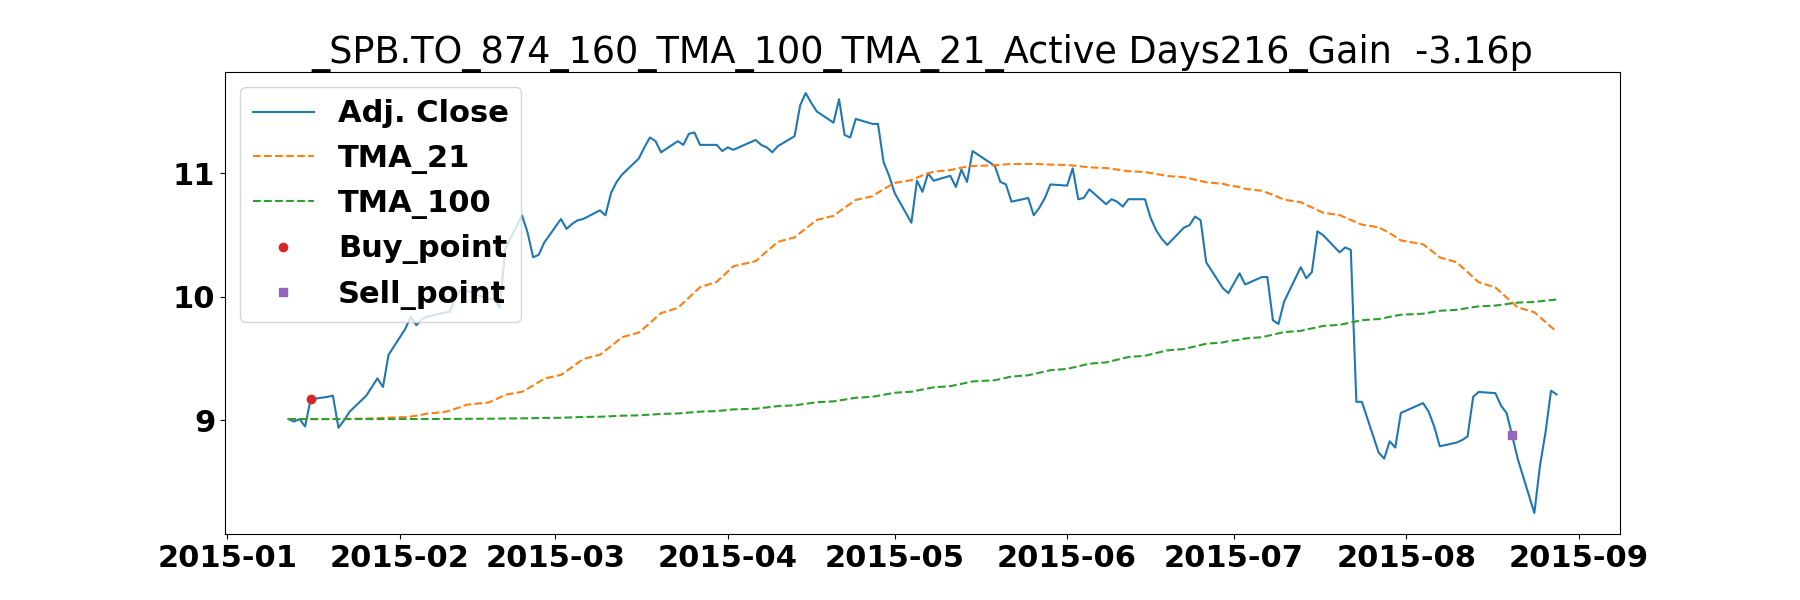 _SPB.TO_874_160_TMA_100_TMA_21_Active Days216_Gain  -3.16p
Adj. Close
TMA_21
TMA_100
Buy_point
Sell_point
11
10
9
2015-01 2015-02 2015-03 2015-04 2015-05 2015-06 2015-07 2015-08 2015-09